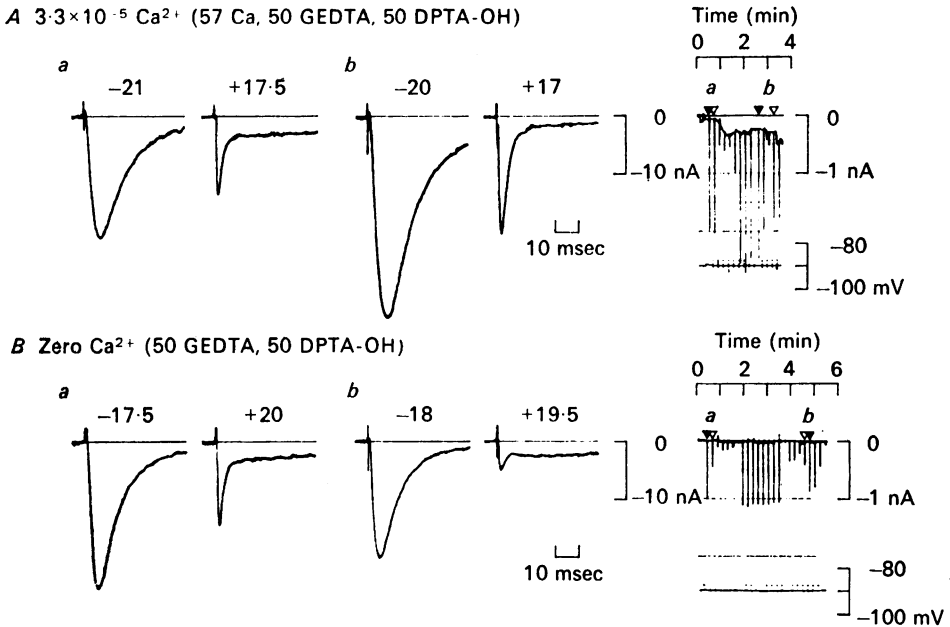 A 3·3×10⁻⁵ Ca²⁺ (57 Ca, 50 GEDTA, 50 DPTA-OH)
Time (min)
0 2 4
a b
a
−21 +17·5
b
−20 +17
0
−10 nA
0
−1 nA
10 msec
−80
−100 mV
B Zero Ca²⁺ (50 GEDTA, 50 DPTA-OH)
Time (min)
0 2 4 6
a b
a
−17·5 +20
b
−18 +19·5
0
−10 nA
0
−1 nA
10 msec
−80
−100 mV